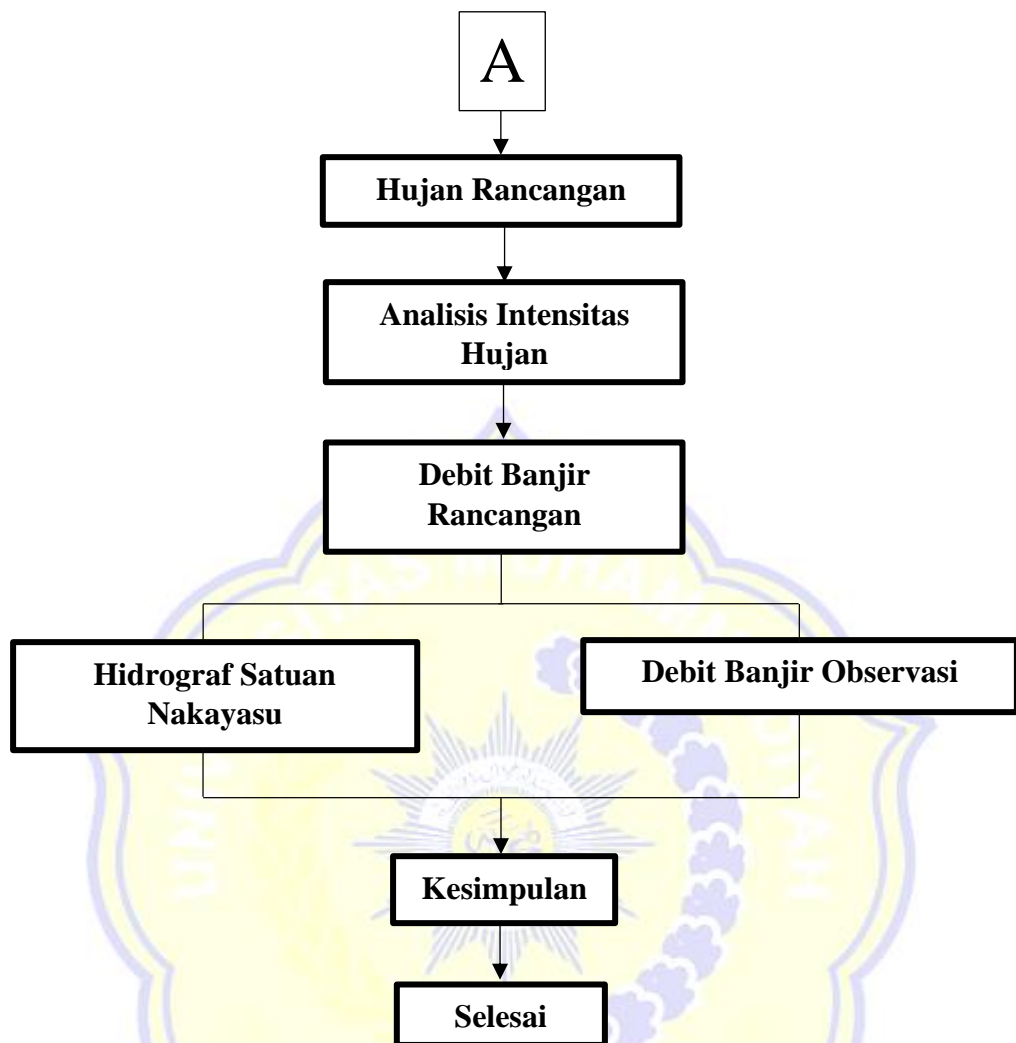 A
Hujan Rancangan
Analisis Intensitas
Hujan
Debit Banjir
Rancangan
Hidrograf Satuan
Nakayasu
Debit Banjir Observasi
Kesimpulan
Selesai